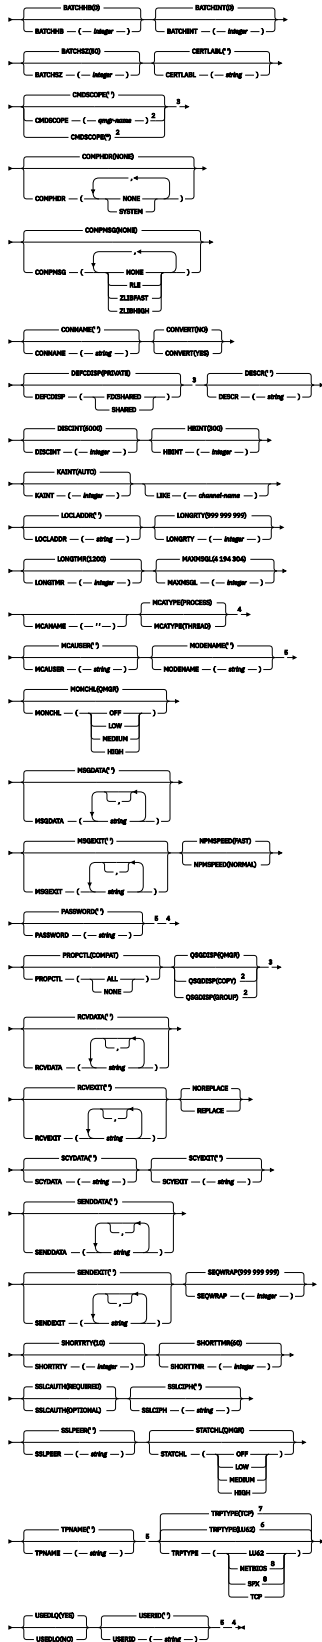 BATCHHB(0) BATCHINT(0)
BATCHHB ( integer ) BATCHINT ( integer )
BATCHSZ(50) CERTLABL(' ')
BATCHSZ ( integer ) CERTLABL ( string )
CMDSCOPE(' ') 3
CMDSCOPE ( qmgr-name ) 2
CMDSCOPE(*) 2
COMPHDR(NONE)
,
COMPHDR ( NONE )
SYSTEM
COMPMSG(NONE)
,
COMPMSG ( NONE )
RLE
ZLIBFAST
ZLIBHIGH
CONNAME(' ') CONVERT(NO)
CONNAME ( string ) CONVERT(YES)
DEFCDISP(PRIVATE) 3 DESCR(' ')
DEFCDISP ( FIXSHARED ) DESCR ( string )
SHARED
DISCINT(6000) HBINT(300)
DISCINT ( integer ) HBINT ( integer )
KAINT(AUTO)
KAINT ( integer ) LIKE ( channel-name )
LOCLADDR(' ') LONGRTY(999 999 999)
LOCLADDR ( string ) LONGRTY ( integer )
LONGTMR(1200) MAXMSGL(4 194 304)
LONGTMR ( integer ) MAXMSGL ( integer )
MCATYPE(PROCESS) 4
MCANAME ( ' ' ) MCATYPE(THREAD)
MCAUSER(' ') MODENAME(' ') 5
MCAUSER ( string ) MODENAME ( string )
MONCHL(QMGR)
MONCHL ( OFF )
LOW
MEDIUM
HIGH
MSGDATA(' ')
,
MSGDATA ( string )
MSGEXIT(' ') NPMSPEED(FAST)
, NPMSPEED(NORMAL)
MSGEXIT ( string )
PASSWORD(' ') 5 4
PASSWORD ( string )
PROPCTL(COMPAT) QSGDISP(QMGR) 3
PROPCTL ( ALL ) QSGDISP(COPY) 2
NONE QSGDISP(GROUP) 2
RCVDATA(' ')
,
RCVDATA ( string )
RCVEXIT(' ') NOREPLACE
, REPLACE
RCVEXIT ( string )
SCYDATA(' ') SCYEXIT(' ')
SCYDATA ( string ) SCYEXIT ( string )
SENDDATA(' ')
,
SENDDATA ( string )
SENDEXIT(' ') SEQWRAP(999 999 999)
, SEQWRAP ( integer )
SENDEXIT ( string )
SHORTRTY(10) SHORTTMR(60)
SHORTRTY ( integer ) SHORTTMR ( integer )
SSLCAUTH(REQUIRED) SSLCIPH(' ')
SSLCAUTH(OPTIONAL) SSLCIPH ( string )
SSLPEER(' ') STATCHL(QMGR)
SSLPEER ( string ) STATCHL ( OFF )
LOW
MEDIUM
HIGH
TRPTYPE(TCP) 7
TPNAME(' ') 5 TRPTYPE(LU62) 6
TPNAME ( string ) TRPTYPE ( LU62 )
NETBIOS 8
SPX 8
TCP
USEDLQ(YES) USERID(' ') 5 4
USEDLQ(NO) USERID ( string )